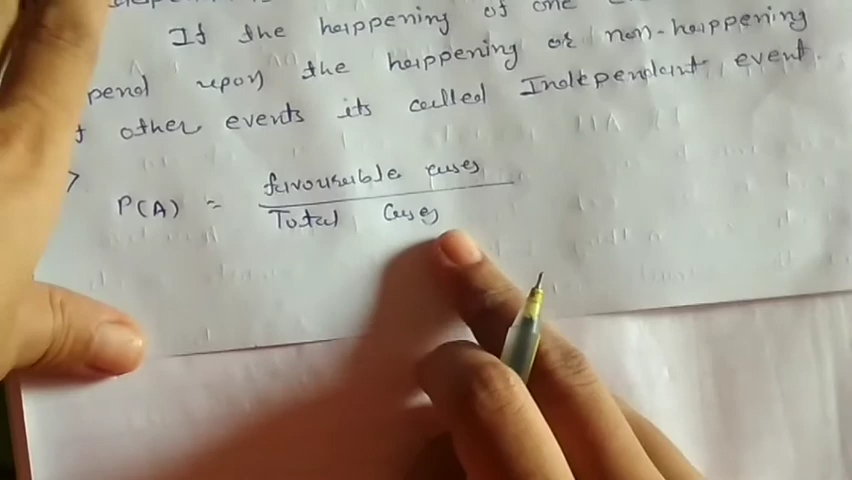 If the happening of one
pend upon the happening or non-happening
other events its called Independant event.
P(A) = favourable cases
Total Cases